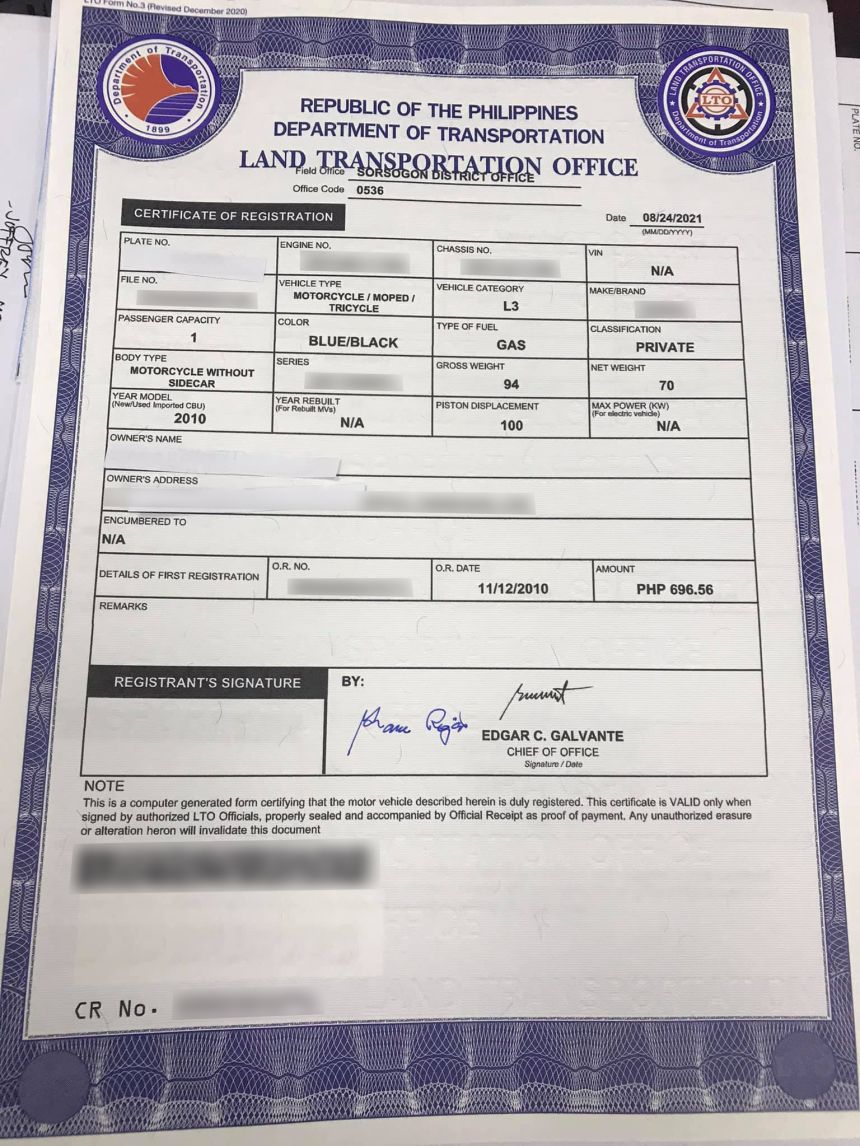 LTO Form No.3 (Revised December 2020)
Department of Transportation
1899
LAND TRANSPORTATION OFFICE
LTO
Department of Transportation
REPUBLIC OF THE PHILIPPINES
DEPARTMENT OF TRANSPORTATION
LAND TRANSPORTATION OFFICE
Field Office SORSOGON DISTRICT OFFICE
Office Code 0536
CERTIFICATE OF REGISTRATION
Date 08/24/2021
(MM/DD/YYYY)
PLATE NO.
ENGINE NO.
CHASSIS NO.
VIN
N/A
FILE NO.
VEHICLE TYPE
MOTORCYCLE / MOPED /
TRICYCLE
VEHICLE CATEGORY
L3
MAKE/BRAND
PASSENGER CAPACITY
1
COLOR
BLUE/BLACK
TYPE OF FUEL
GAS
CLASSIFICATION
PRIVATE
BODY TYPE
MOTORCYCLE WITHOUT
SIDECAR
SERIES
GROSS WEIGHT
94
NET WEIGHT
70
YEAR MODEL
(New/Used Imported CBU)
2010
YEAR REBUILT
(For Rebuilt MVs)
N/A
PISTON DISPLACEMENT
100
MAX POWER (KW)
(For electric vehicle)
N/A
OWNER'S NAME
OWNER'S ADDRESS
ENCUMBERED TO
N/A
DETAILS OF FIRST REGISTRATION
O.R. NO.
O.R. DATE
11/12/2010
AMOUNT
PHP 696.56
REMARKS
REGISTRANT'S SIGNATURE
BY:
EDGAR C. GALVANTE
CHIEF OF OFFICE
Signature / Date
NOTE
This is a computer generated form certifying that the motor vehicle described herein is duly registered. This certificate is VALID only when
signed by authorized LTO Officials, properly sealed and accompanied by Official Receipt as proof of payment. Any unauthorized erasure
or alteration heron will invalidate this document
CR No.
PLATE NO.